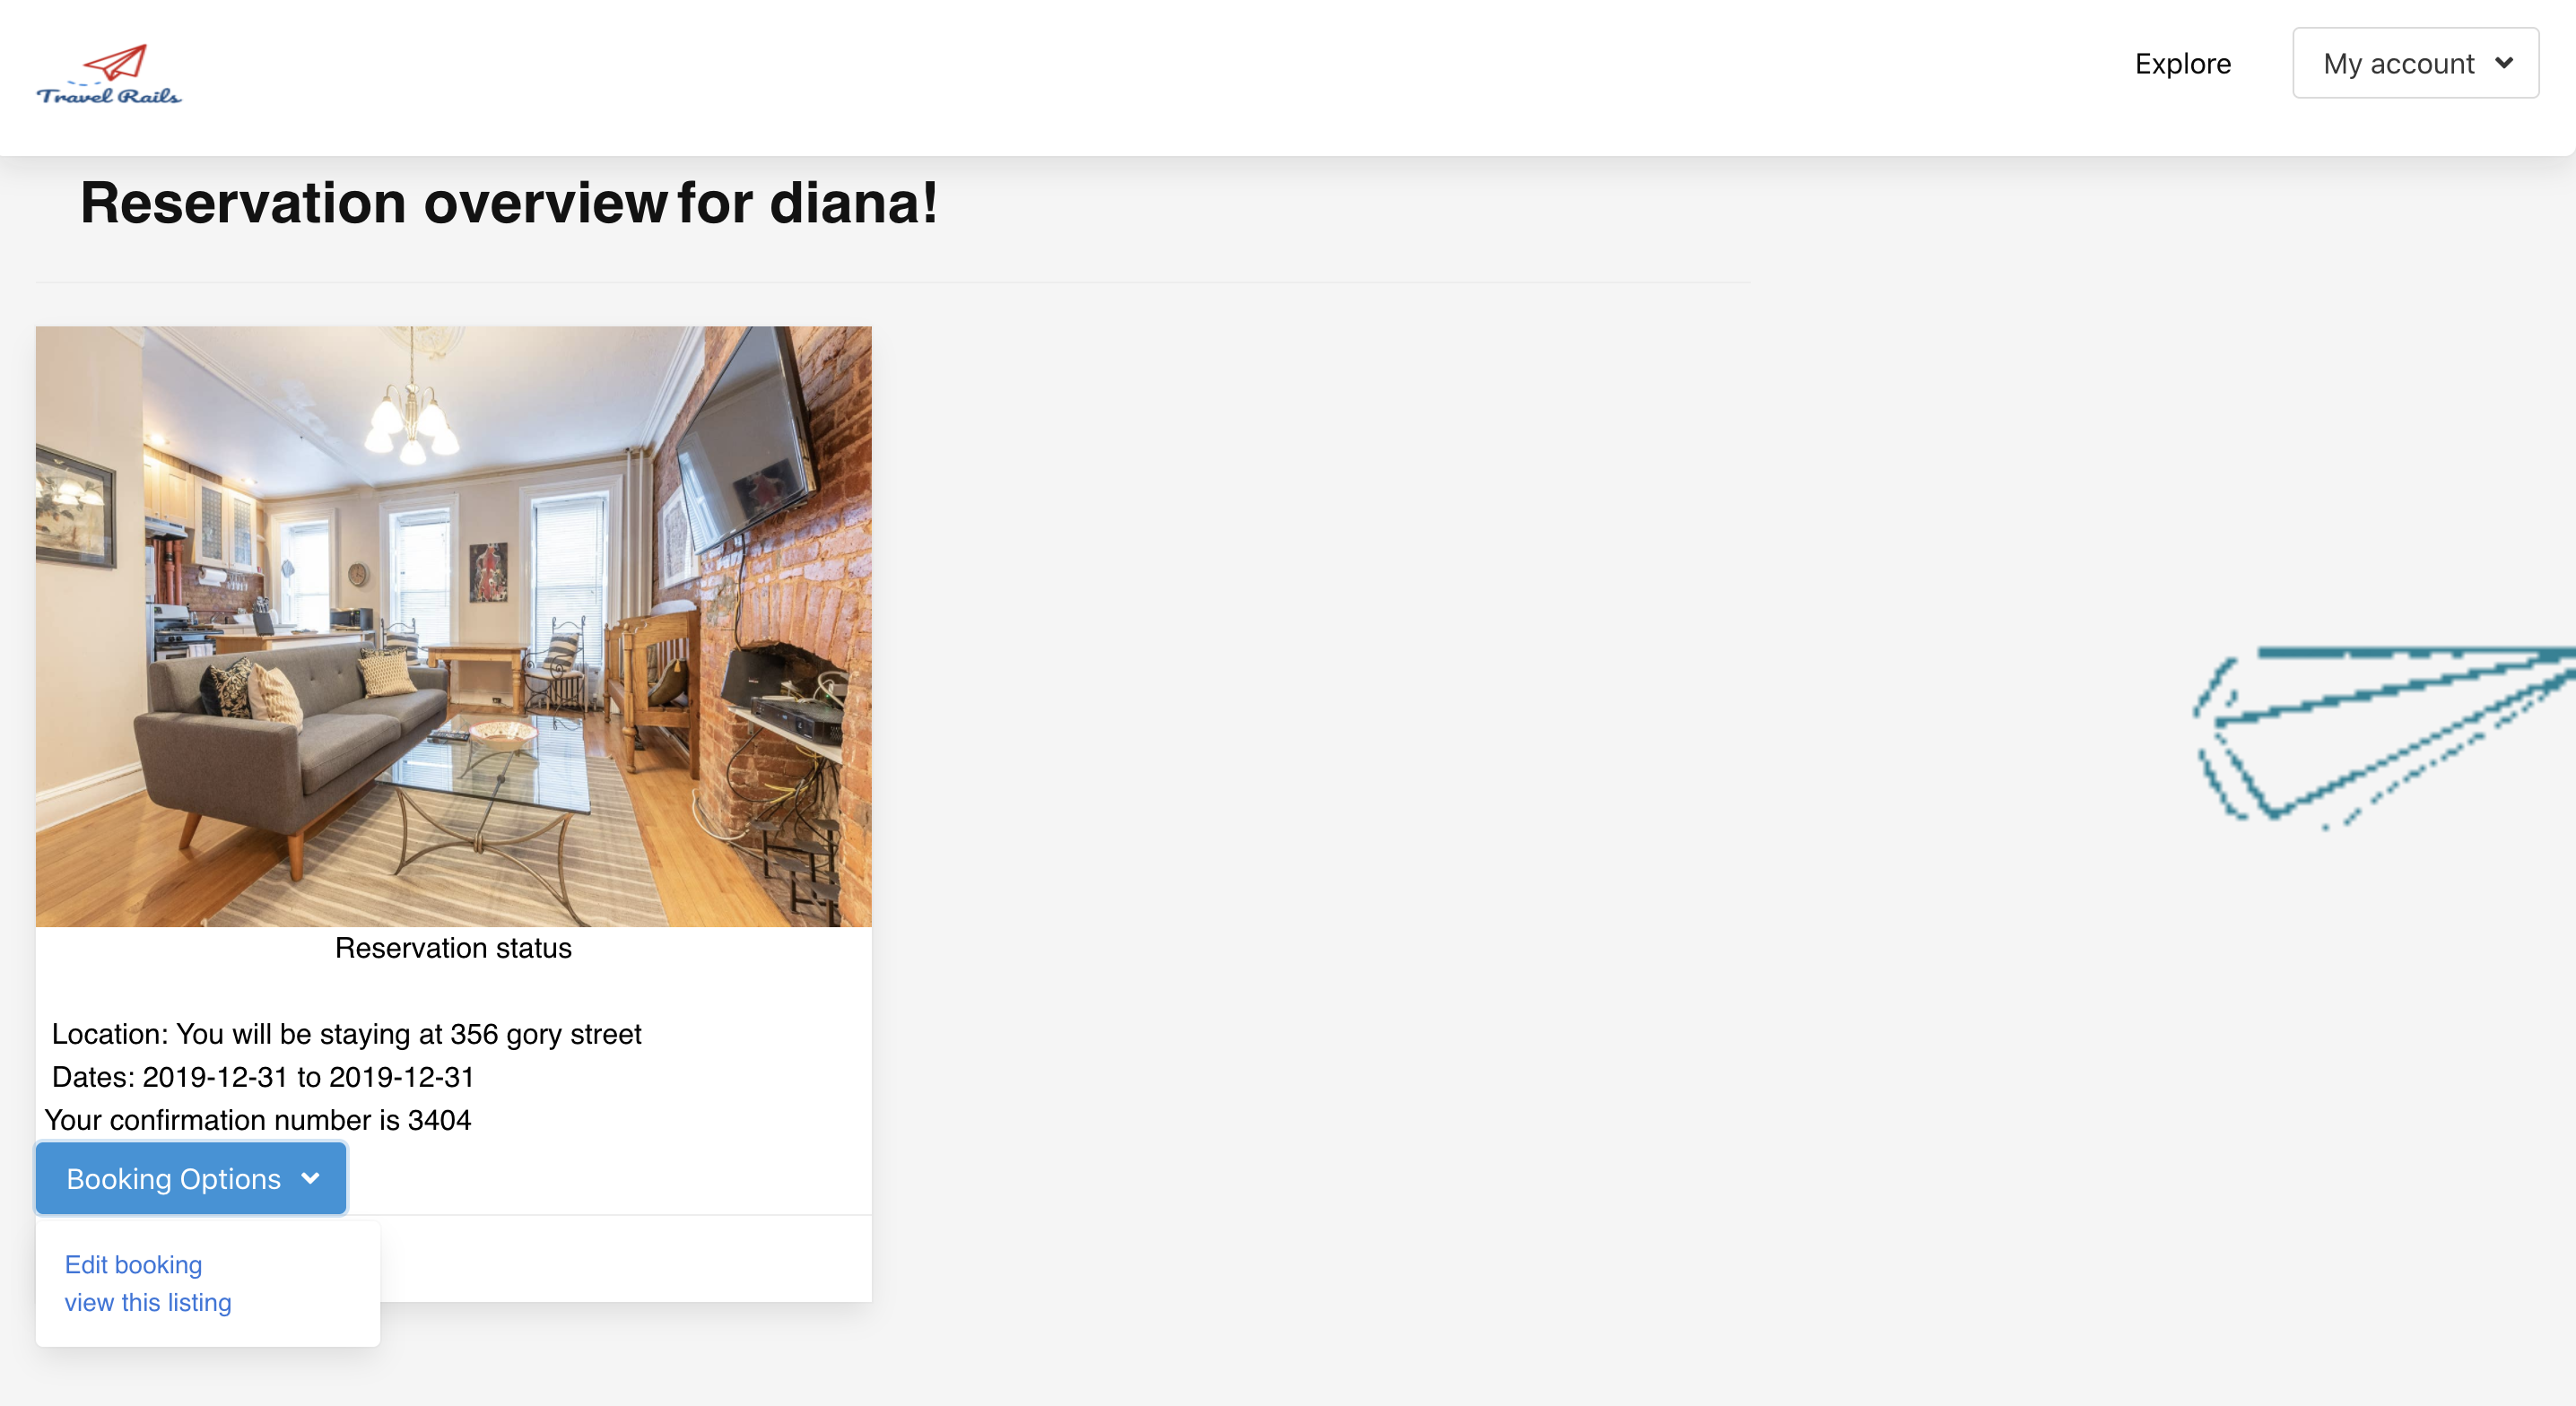 Travel Rails
Explore
My account
Reservation overview for diana!
Reservation status
Location: You will be staying at 356 gory street
Dates: 2019-12-31 to 2019-12-31
Your confirmation number is 3404
Booking Options
Edit booking
view this listing